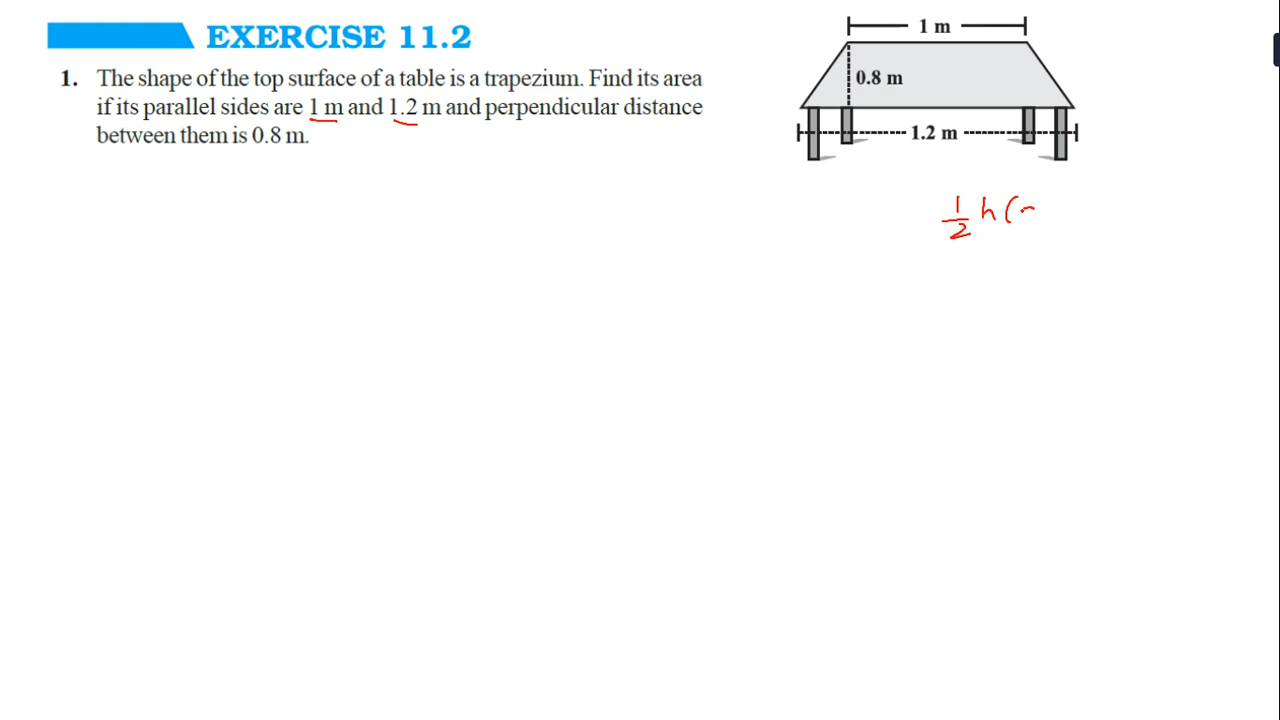 EXERCISE 11.2
1. The shape of the top surface of a table is a trapezium. Find its area
if its parallel sides are 1 m and 1.2 m and perpendicular distance
between them is 0.8 m.
1 m
0.8 m
1.2 m
1/2 h (